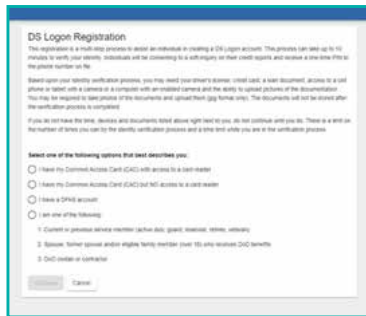 DS Logon Registration
This registration is a multi-step process to assist an individual in creating a DS Logon account. This process can take up to 10
minutes to verify your identity. Individuals will be consenting to a soft inquiry on their credit reports and receive a one-time PIN to
the phone number on file.
Based upon your identity verification process, you may need your driver's license, credit card, a loan document, access to a cell
phone or tablet with a camera or a computer with an enabled camera and the ability to upload pictures of the documentation.
You may be required to take photos of the documents and upload them (jpg format only). The documents will not be stored after
the verification process is completed.
If you do not have the time, devices and documents listed above right next to you, do not continue until you do. There is a limit on
the number of times you can try the identity verification process and a time limit while you are in the verification process.
Select one of the following options that best describes you:
I have my Common Access Card (CAC) with access to a card reader
I have my Common Access Card (CAC) but NO access to a card reader
I have a DFAS account
I am one of the following:
1. Current or previous service member (active duty, guard, reservist, retiree, veteran)
2. Spouse, former spouse and/or eligible family member (over 18) who receives DoD benefits
3. DoD civilian or contractor
Cancel